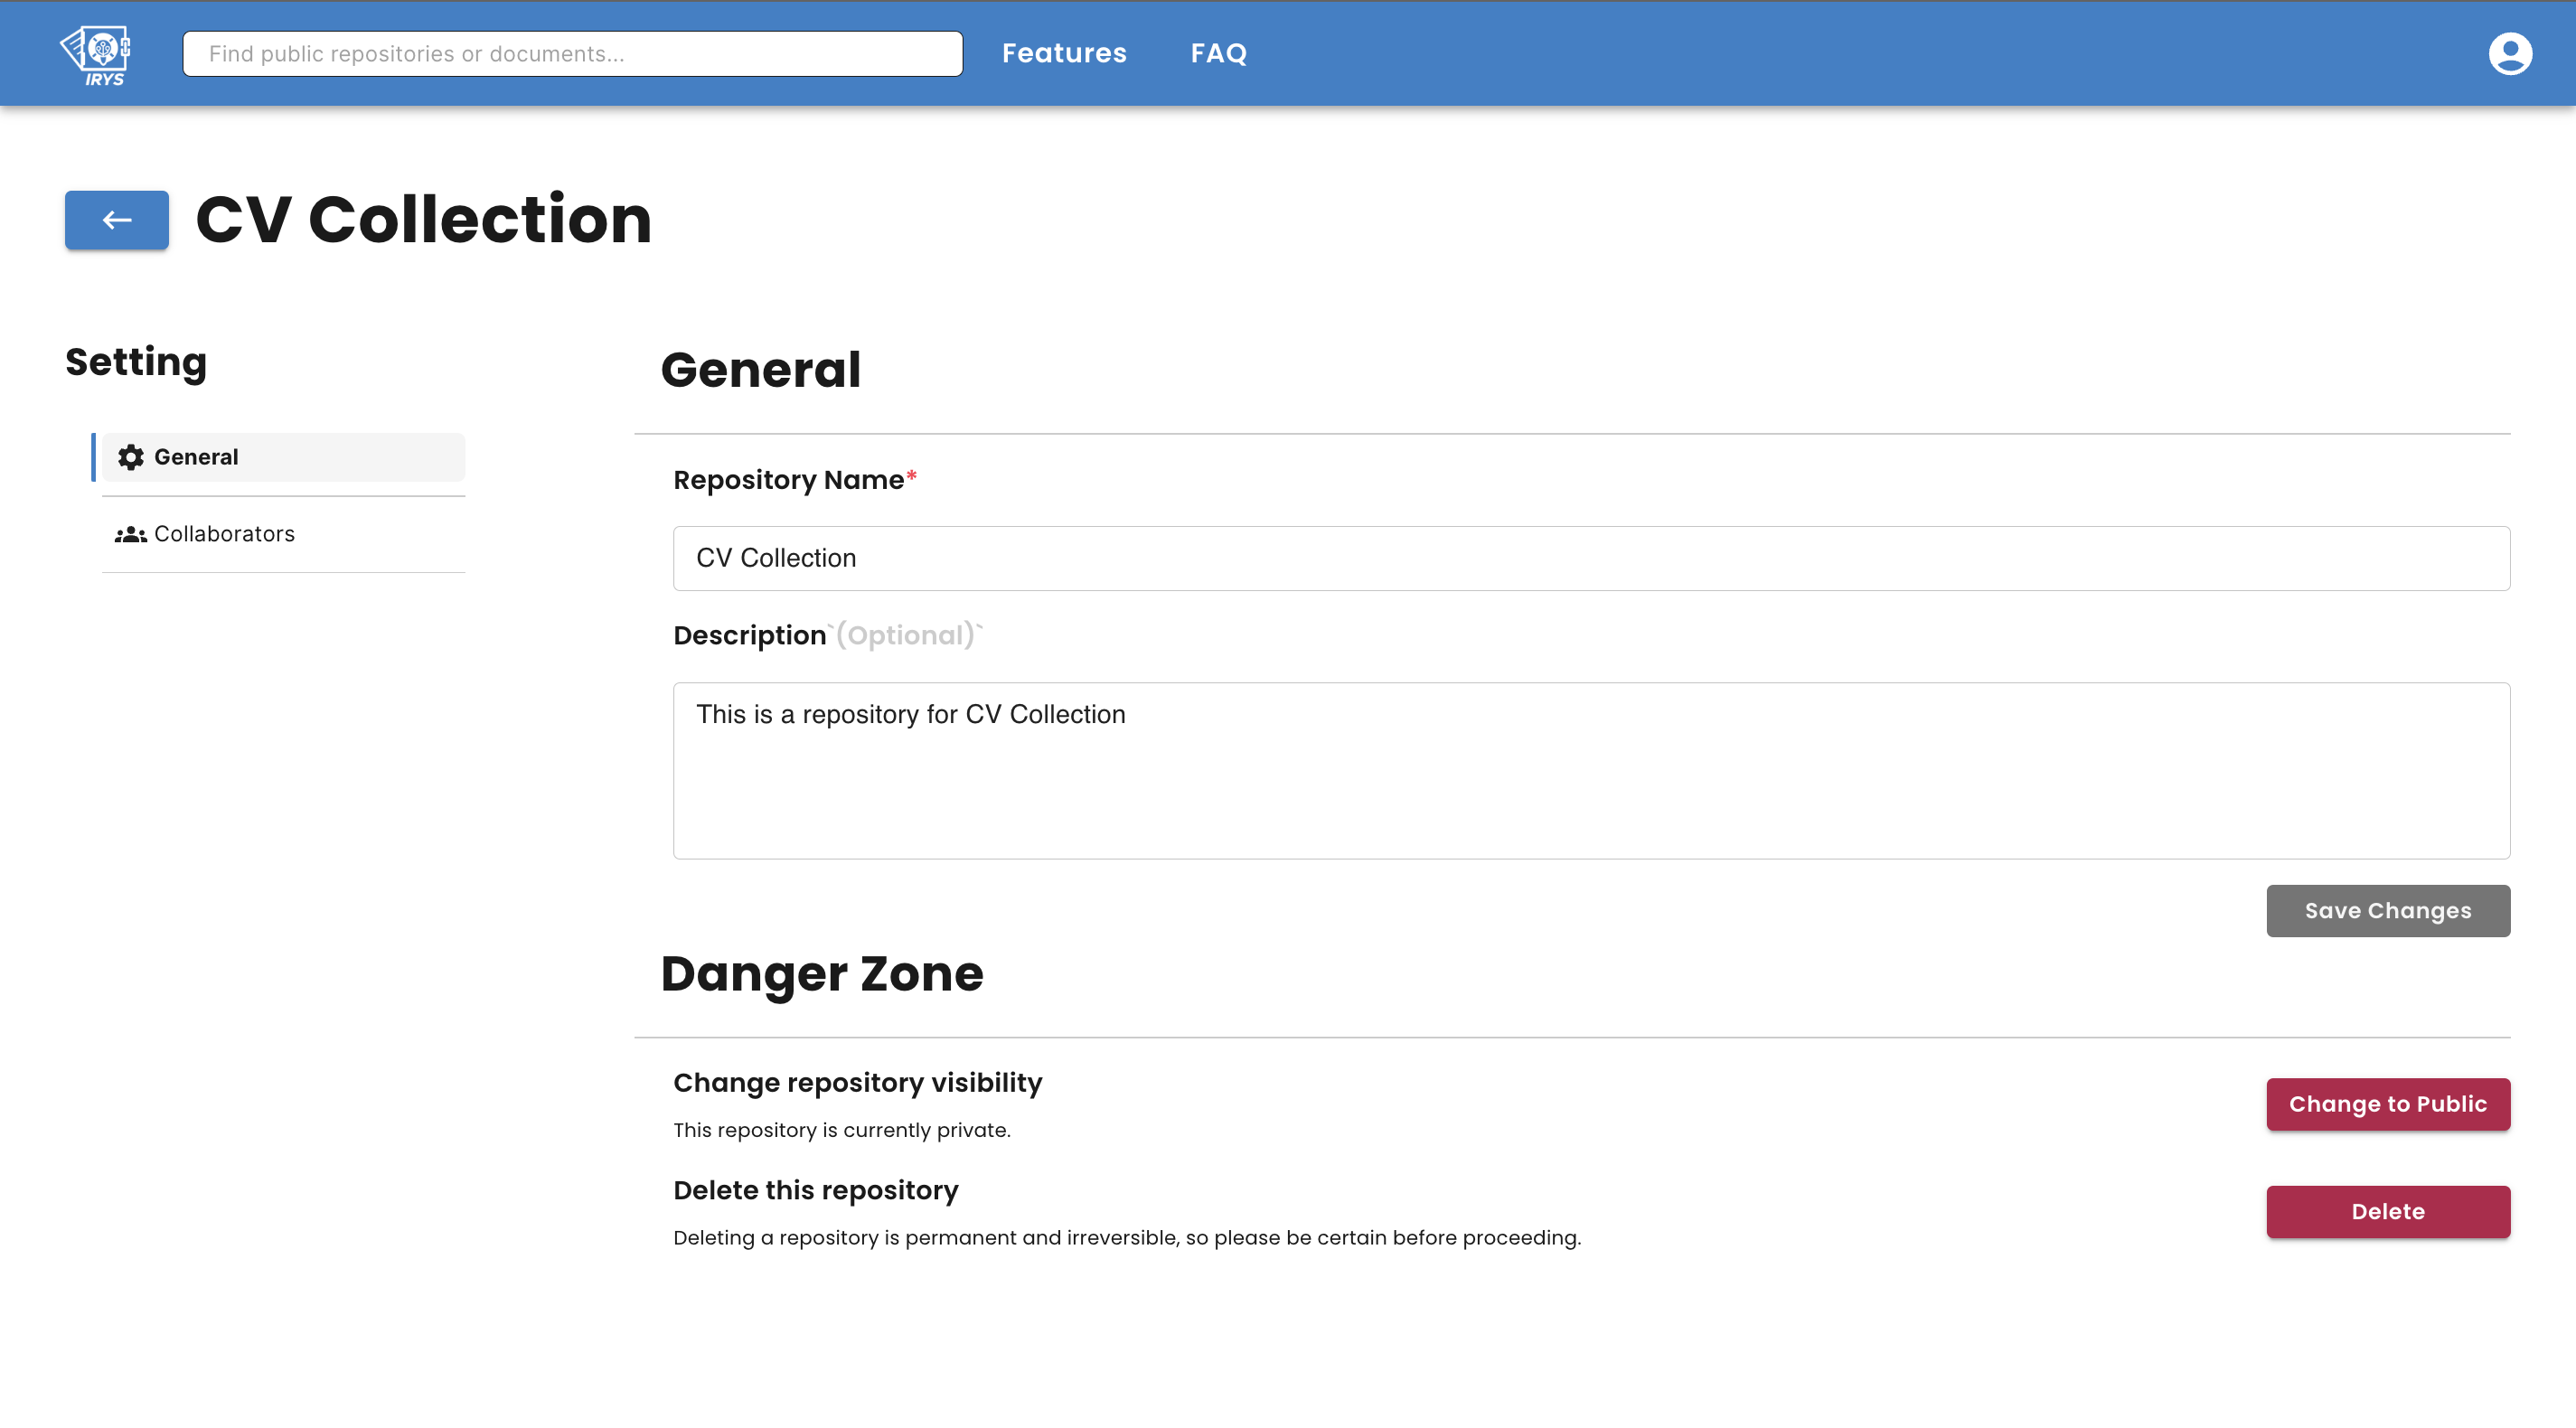 IRYS
Find public repositories or documents...
Features
FAQ
CV Collection
Setting
General
Collaborators
General
Repository Name*
CV Collection
Description`(Optional)`
This is a repository for CV Collection
Save Changes
Danger Zone
Change repository visibility
This repository is currently private.
Change to Public
Delete this repository
Deleting a repository is permanent and irreversible, so please be certain before proceeding.
Delete